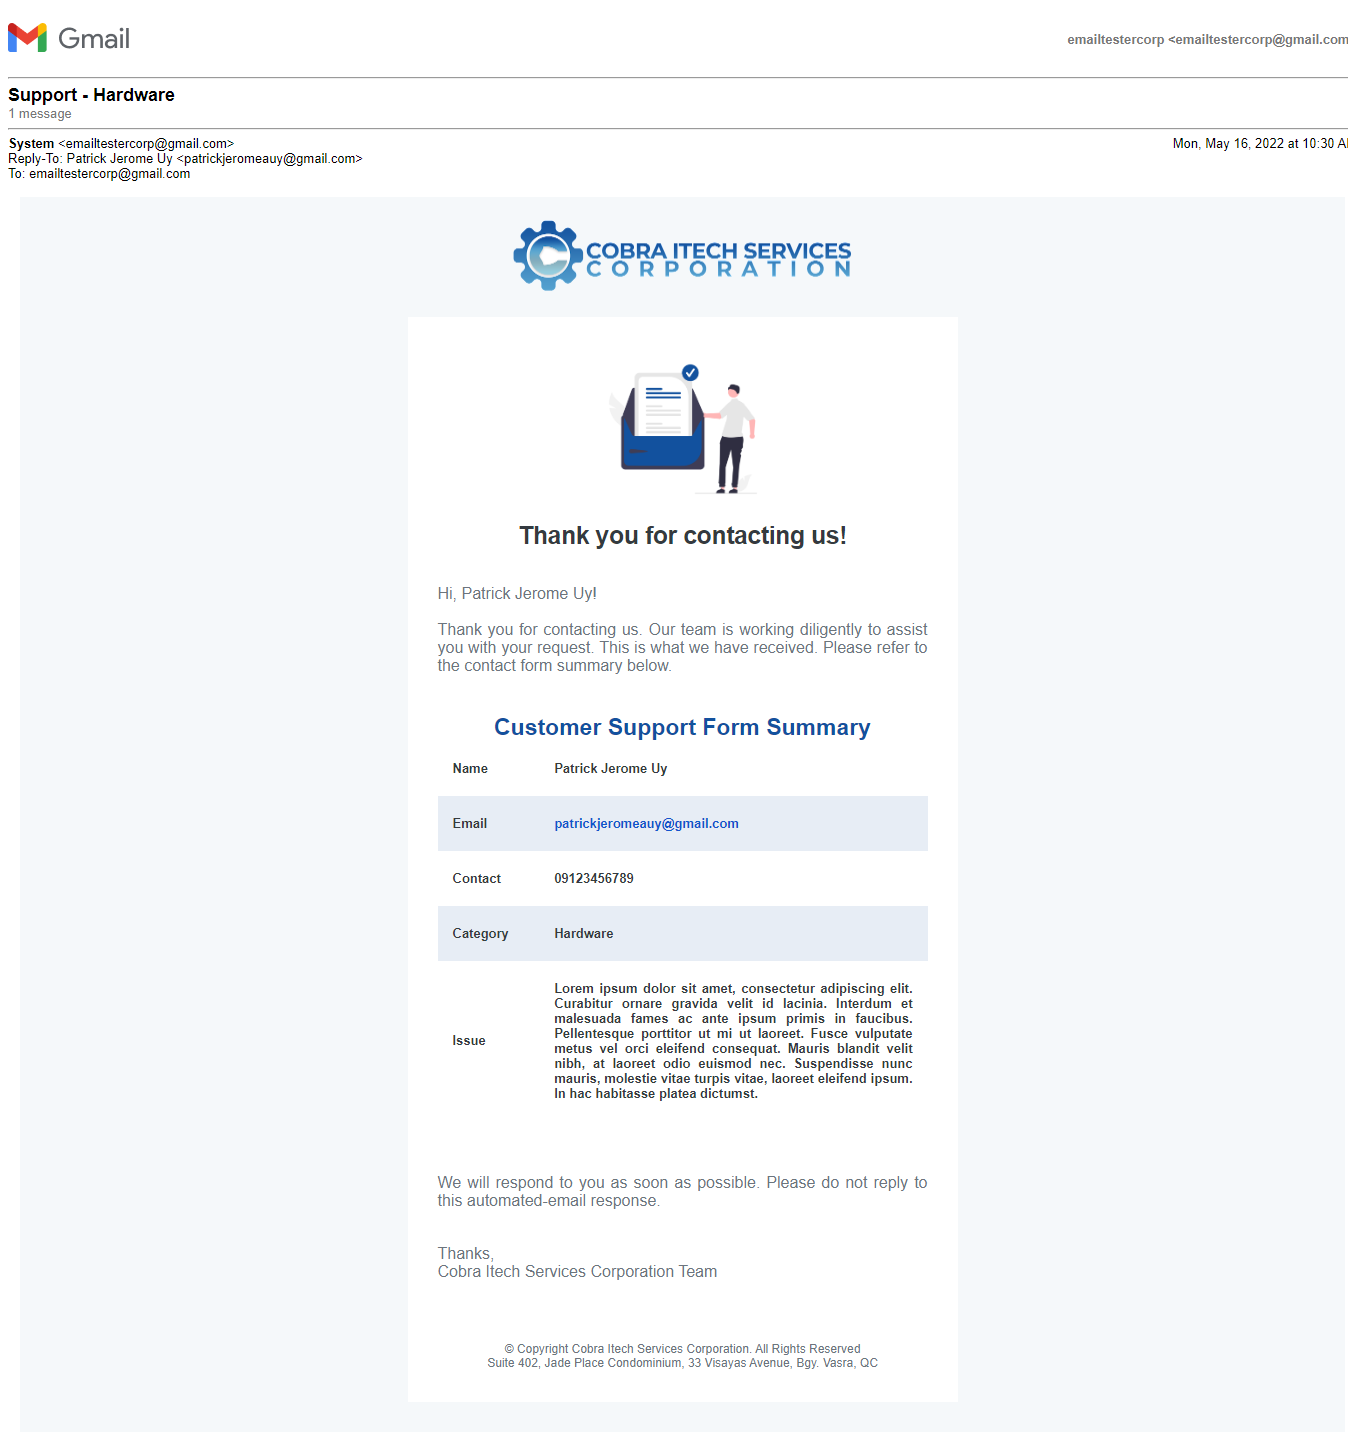 Gmail
emailtestercorp <emailtestercorp@gmail.com
Support - Hardware
1 message
System <emailtestercorp@gmail.com>
Mon, May 16, 2022 at 10:30
Reply-To: Patrick Jerome Uy <patrickjeromeauy@gmail.com>
To: emailtestercorp@gmail.com
COBRA ITECH SERVICES
CORPORATION
Thank you for contacting us!
Hi, Patrick Jerome Uy!
Thank you for contacting us. Our team is working diligently to assist
you with your request. This is what we have received. Please refer to
the contact form summary below.
Customer Support Form Summary
Name Patrick Jerome Uy
Email patrickjeromeauy@gmail.com
Contact 09123456789
Category Hardware
Issue
Lorem ipsum dolor sit amet, consectetur adipiscing elit.
Curabitur ornare gravida velit id lacinia. Interdum et
malesuada fames ac ante ipsum primis in faucibus.
Pellentesque porttitor ut mi ut laoreet. Fusce vulputate
metus vel orci eleifend consequat. Mauris blandit velit
nibh, at laoreet odio euismod nec. Suspendisse nunc
mauris, molestie vitae turpis vitae, laoreet eleifend ipsum.
In hac habitasse platea dictumst.
We will respond to you as soon as possible. Please do not reply to
this automated-email response.
Thanks,
Cobra Itech Services Corporation Team
© Copyright Cobra Itech Services Corporation. All Rights Reserved
Suite 402, Jade Place Condominium, 33 Visayas Avenue, Bgy. Vasra, QC